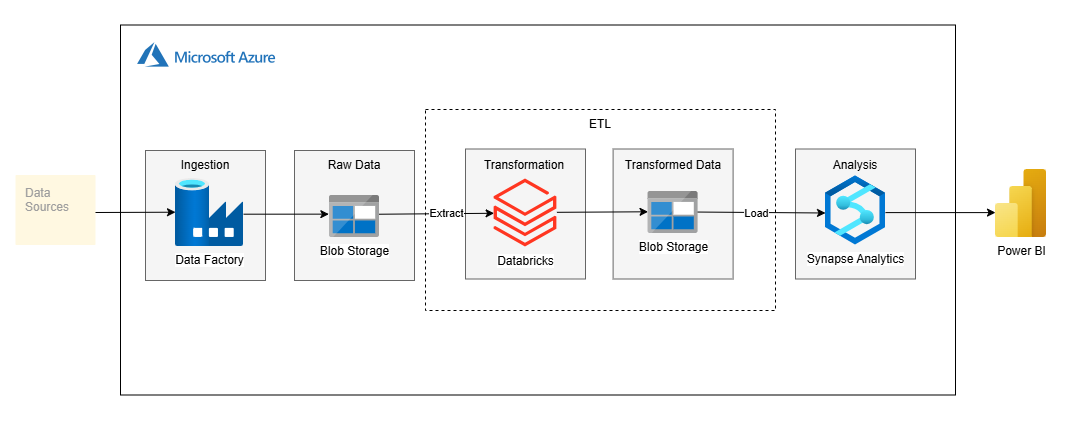 Microsoft Azure
ETL
Ingestion
Raw Data
Transformation
Transformed Data
Analysis
Data
Sources
Extract
Load
Data Factory
Blob Storage
Databricks
Blob Storage
Synapse Analytics
Power BI